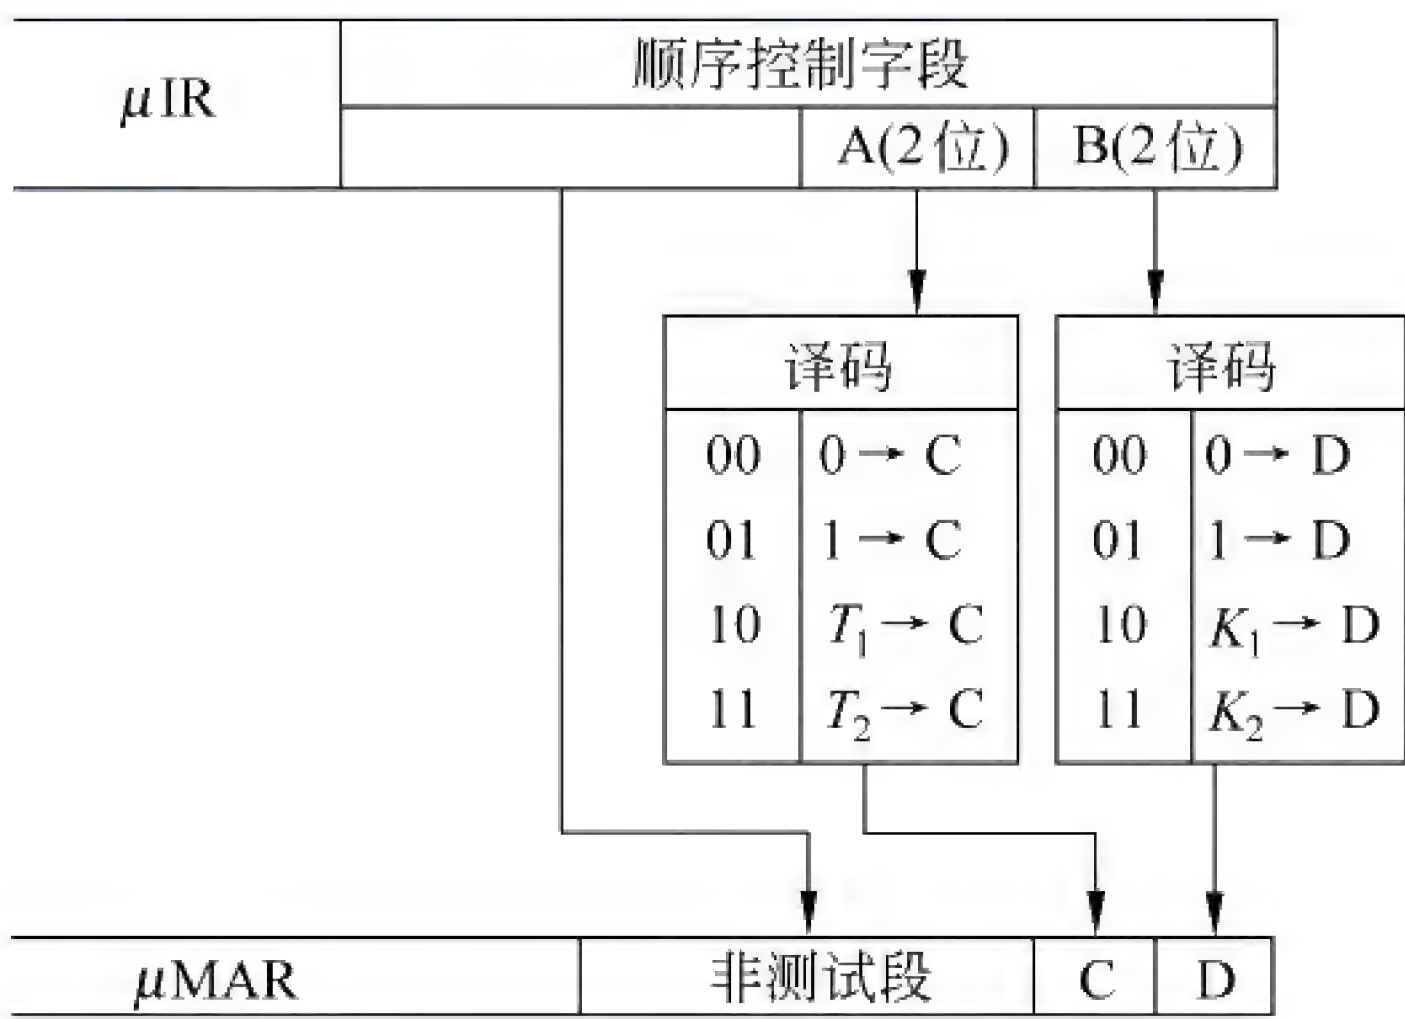 μIR
顺序控制字段
A(2位) B(2位)
译码 译码
00 0→C 00 0→D
01 1→C 01 1→D
10 T₁→C 10 K₁→D
11 T₂→C 11 K₂→D
μMAR 非测试段 C D